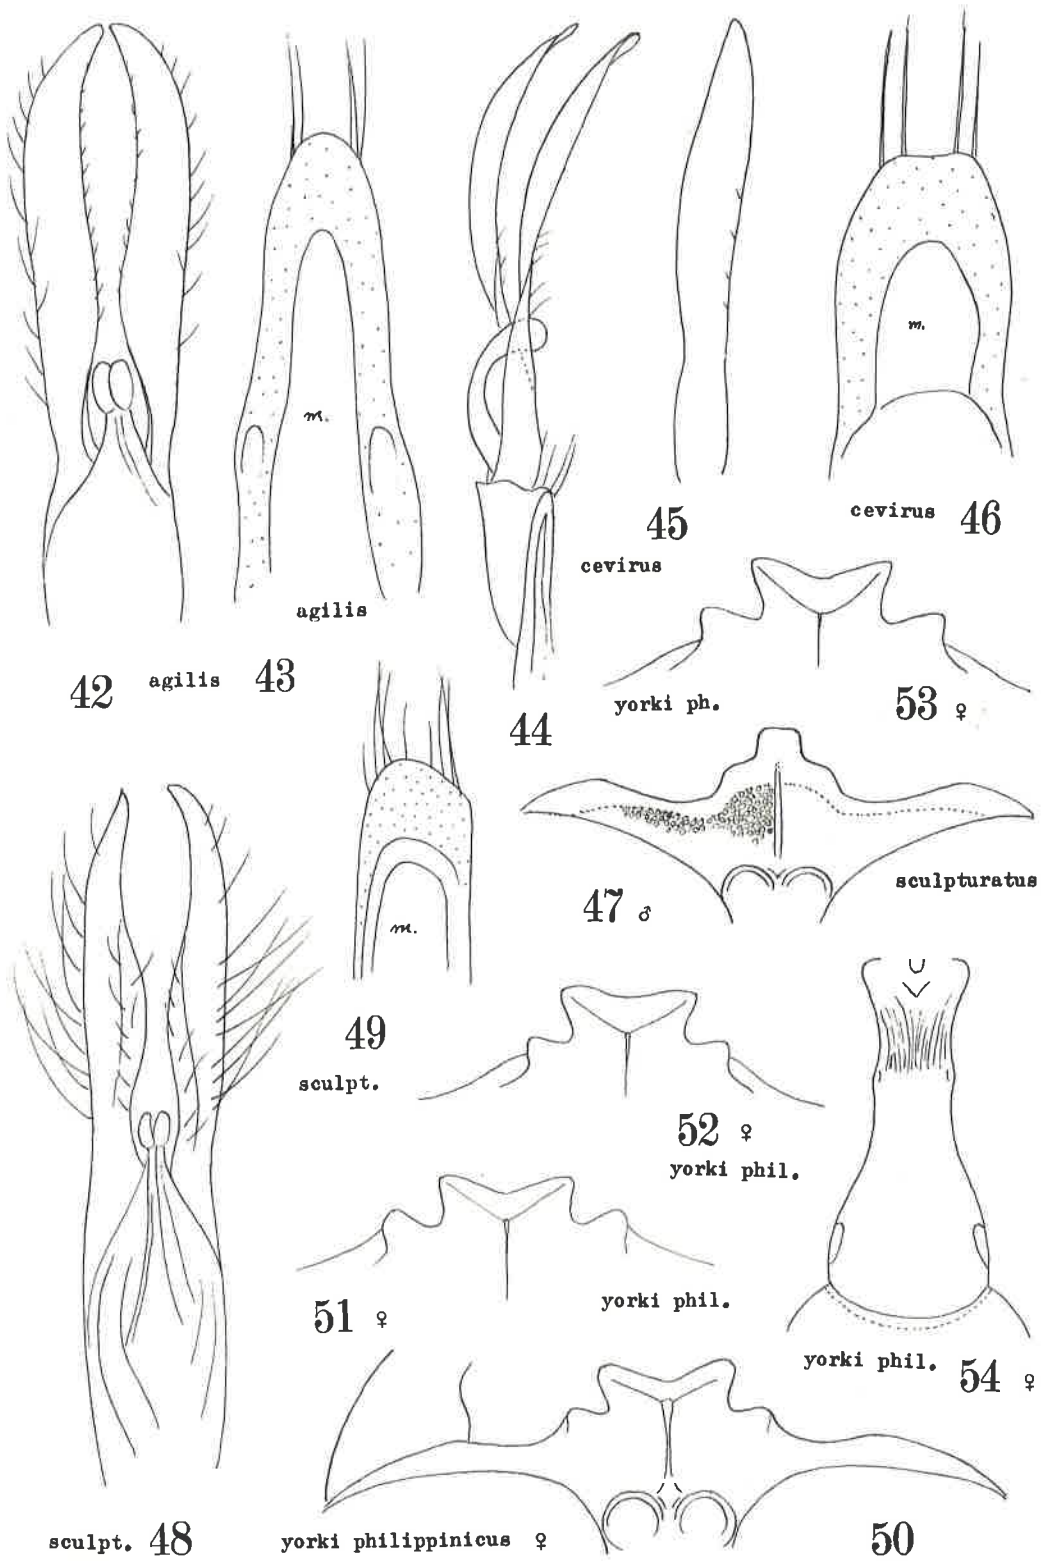 m.
m.
45
cevirus 46
cevirus
agilis
42 agilis 43
44
yorki ph. 53 ♀
m.
47 ♂
sculpturatus
49
sculpt.
52 ♀
yorki phil.
51 ♀
yorki phil.
yorki phil. 54 ♀
sculpt. 48
yorki philippinicus ♀
50